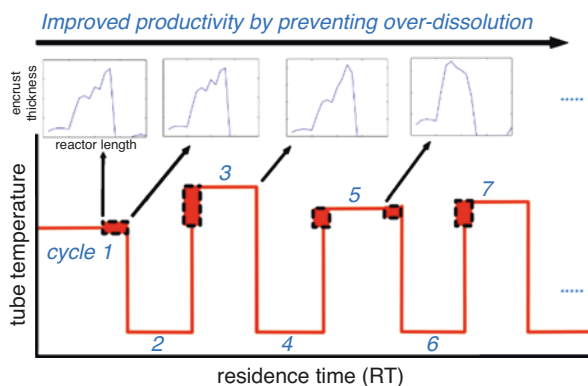 Improved productivity by preventing over-dissolution
encrust
thickness
reactor length
.....
3
5
7
cycle 1
tube temperature
.....
2
4
6
residence time (RT)